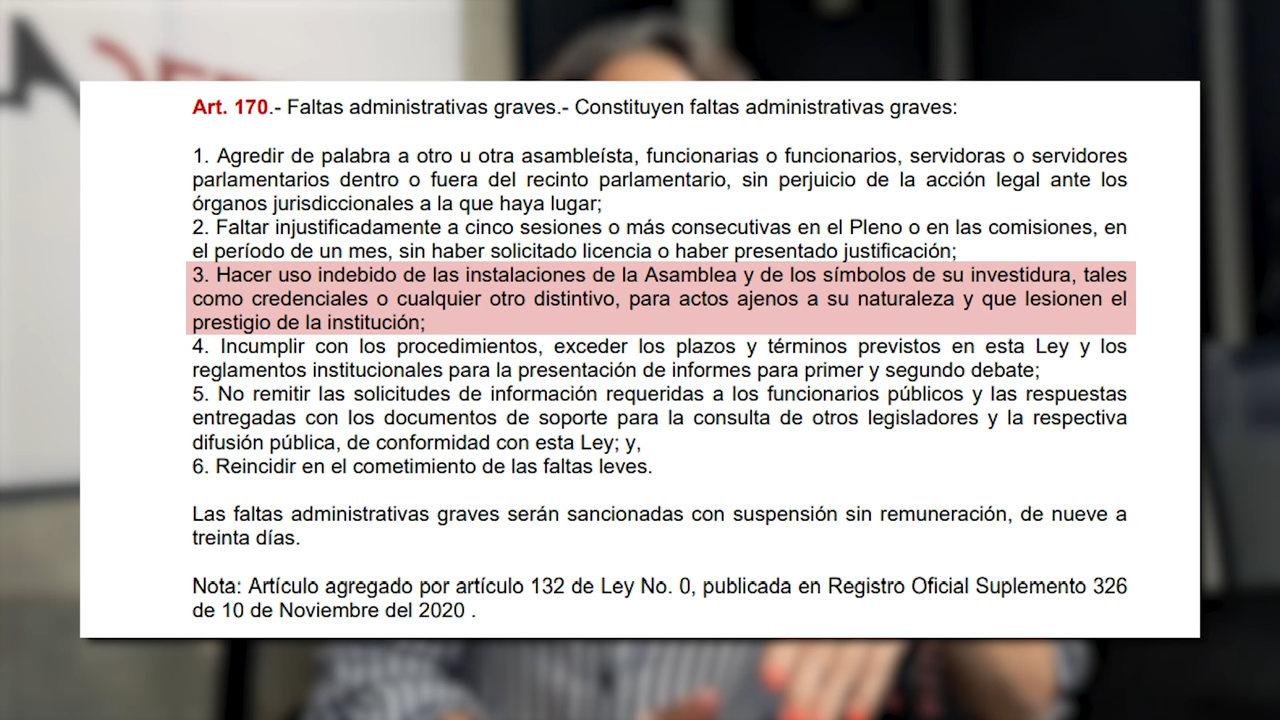 Art. 170.- Faltas administrativas graves.- Constituyen faltas administrativas graves:
1. Agredir de palabra a otro u otra asambleísta, funcionarias o funcionarios, servidoras o servidores
parlamentarios dentro o fuera del recinto parlamentario, sin perjuicio de la acción legal ante los
órganos jurisdiccionales a la que haya lugar;
2. Faltar injustificadamente a cinco sesiones o más consecutivas en el Pleno o en las comisiones, en
el período de un mes, sin haber solicitado licencia o haber presentado justificación;
3. Hacer uso indebido de las instalaciones de la Asamblea y de los símbolos de su investidura, tales
como credenciales o cualquier otro distintivo, para actos ajenos a su naturaleza y que lesionen el
prestigio de la institución;
4. Incumplir con los procedimientos, exceder los plazos y términos previstos en esta Ley y los
reglamentos institucionales para la presentación de informes para primer y segundo debate;
5. No remitir las solicitudes de información requeridas a los funcionarios públicos y las respuestas
entregadas con los documentos de soporte para la consulta de otros legisladores y la respectiva
difusión pública, de conformidad con esta Ley; y,
6. Reincidir en el cometimiento de las faltas leves.
Las faltas administrativas graves serán sancionadas con suspensión sin remuneración, de nueve a
treinta días.
Nota: Artículo agregado por artículo 132 de Ley No. 0, publicada en Registro Oficial Suplemento 326
de 10 de Noviembre del 2020 .